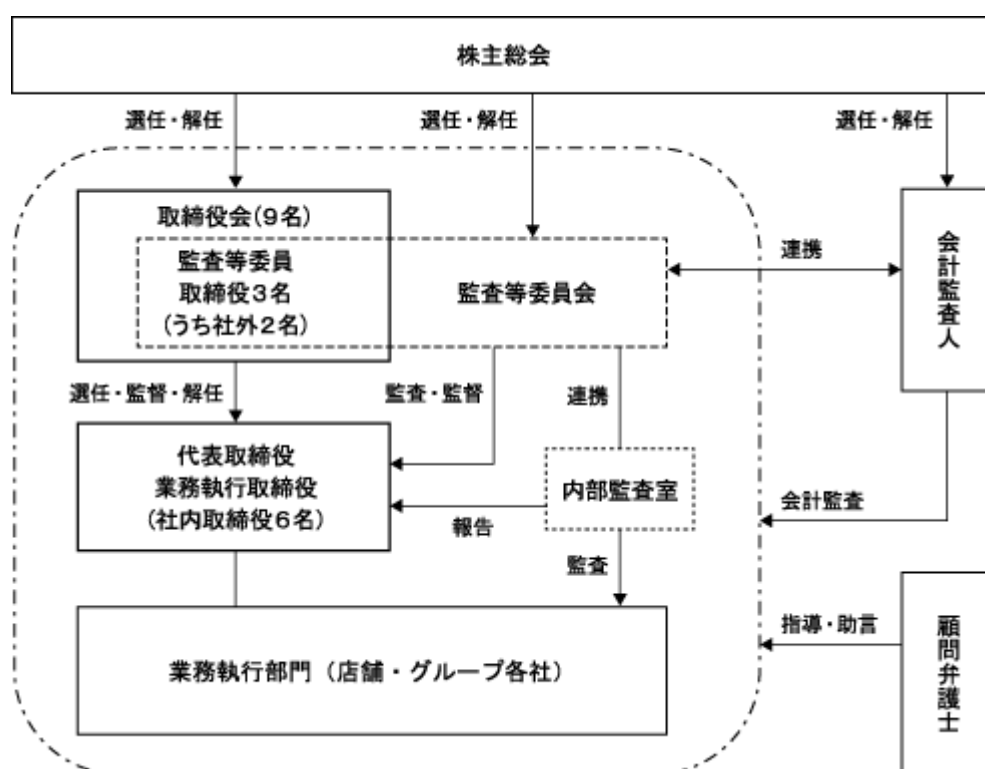 株主総会
選任・解任
選任・解任
選任・解任
取締役会(9名)
監査等委員
取締役3名
(うち社外2名)
監査等委員会
連携
会計監査人
選任・監督・解任
監査・監督
連携
代表取締役
業務執行取締役
(社内取締役6名)
内部監査室
報告
会計監査
監査
業務執行部門（店舗・グループ各社）
指導・助言
顧問弁護士